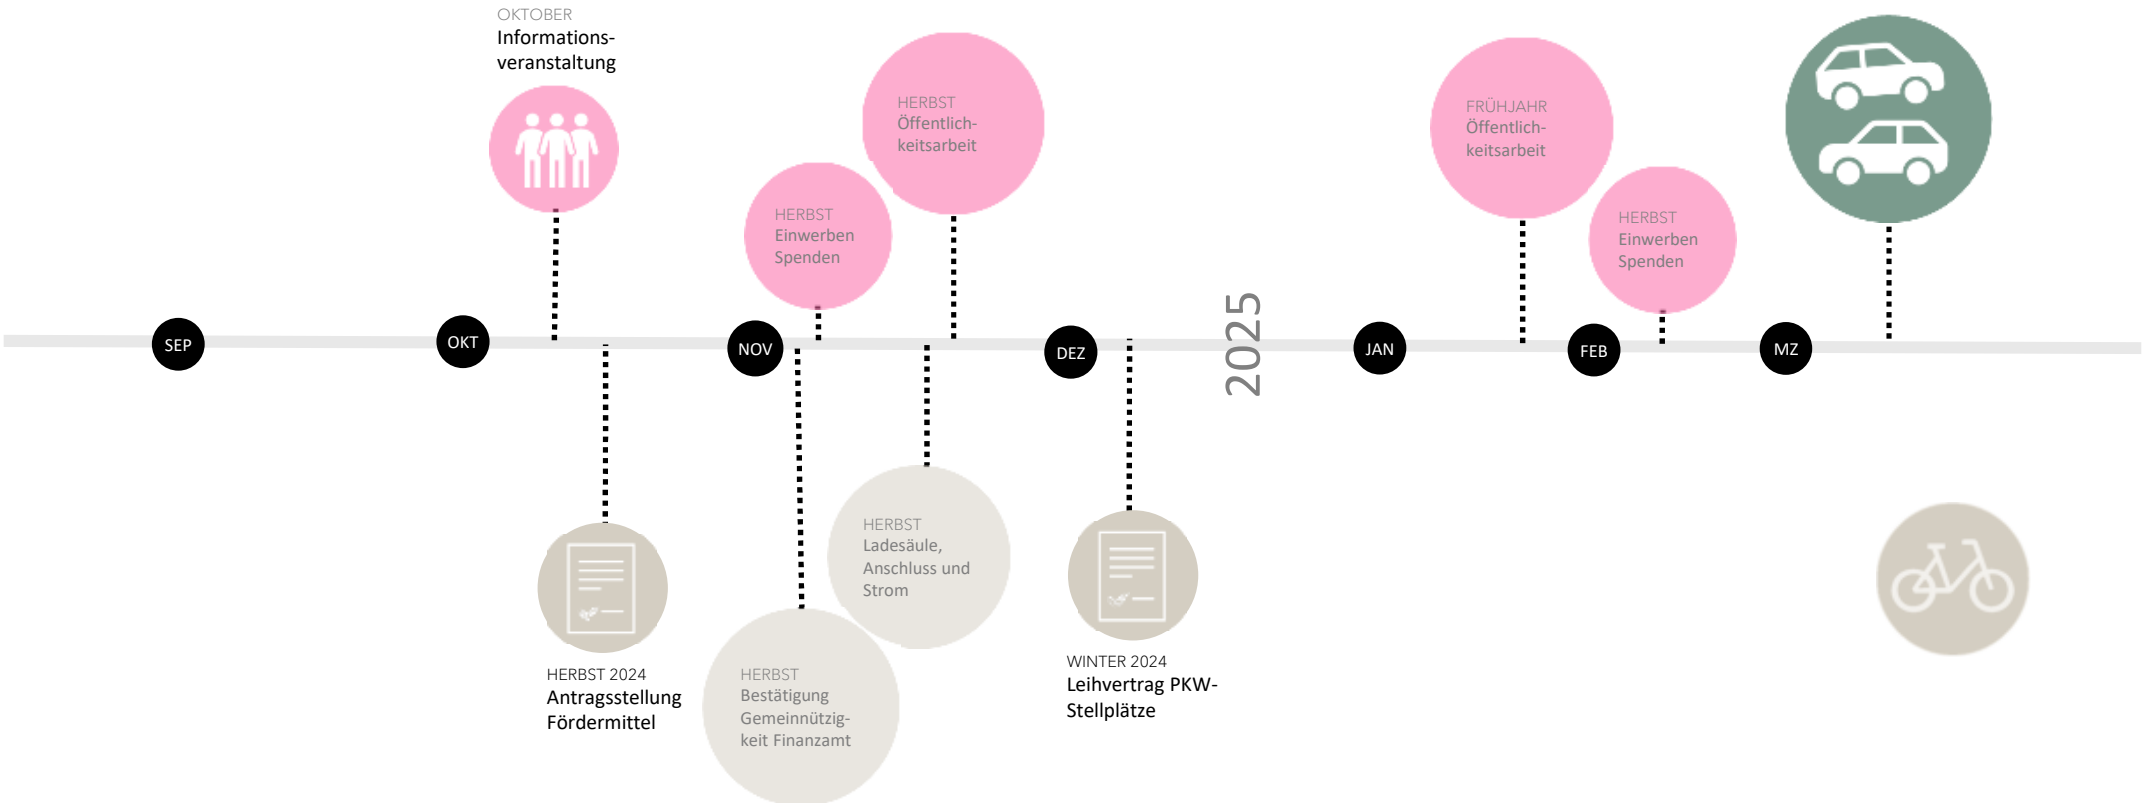 OKTOBER
Informations-
veranstaltung
HERBST
Öffentlich-
keitsarbeit
HERBST
Einwerben
Spenden
FRÜHJAHR
Öffentlich-
keitsarbeit
HERBST
Einwerben
Spenden
SEP
OKT
NOV
DEZ
2025
JAN
FEB
MZ
HERBST 2024
Antragsstellung
Fördermittel
HERBST
Bestätigung
Gemeinnützig-
keit Finanzamt
HERBST
Ladesäule,
Anschluss und
Strom
WINTER 2024
Leihvertrag PKW-
Stellplätze